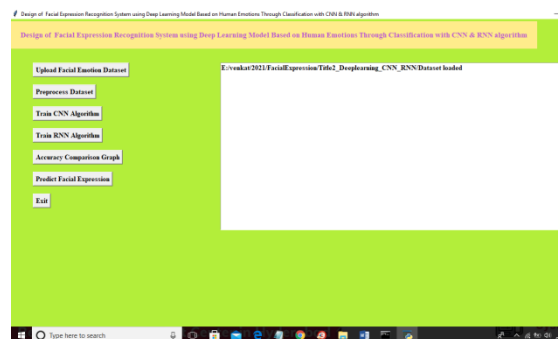 Design of Facial Expression Recognition System using Deep Learning Model Based on Human Emotions Through Classification with CNN & RNN algorithm
Design of Facial Expression Recognition System using Deep Learning Model Based on Human Emotions Through Classification with CNN & RNN algorithm
Upload Facial Emotion Dataset
E:/venkat/2021/FacialExpression/Title2_Deeplearning_CNN_RNN/Dataset loaded
Preprocess Dataset
Train CNN Algorithm
Train RNN Algorithm
Accuracy Comparison Graph
Predict Facial Expression
Exit
Type here to search